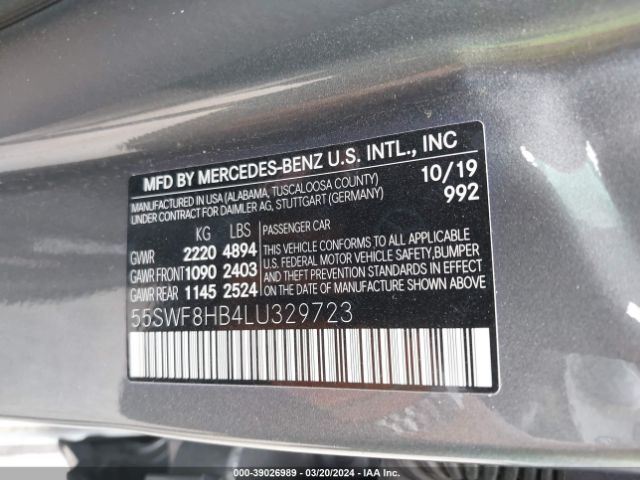 MFD BY MERCEDES-BENZ U.S. INTL., INC
MANUFACTURED IN USA (ALABAMA, TUSCALOOSA COUNTY) 10/19
UNDER CONTRACT FOR DAIMLER AG, STUTTGART (GERMANY) 992
KG LBS PASSENGER CAR
GVWR 2220 4894 THIS VEHICLE CONFORMS TO ALL APPLICABLE
GAWR FRONT 1090 2403 U.S. FEDERAL MOTOR VEHICLE SAFETY,BUMPER
GAWR REAR 1145 2524 AND THEFT PREVENTION STANDARDS IN EFFECT
ON THE DATE OF MANUFACTURE SHOWN ABOVE.
55SWF8HB4LU329723
000-39026989 - 03/20/2024 - IAA Inc.